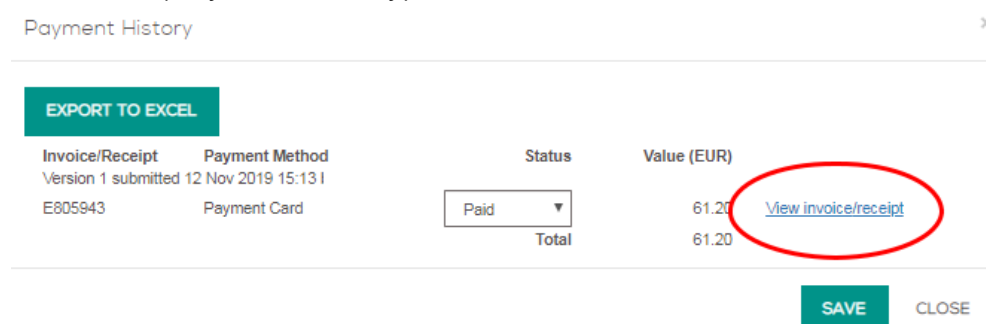 Payment History
EXPORT TO EXCEL
Invoice/Receipt Payment Method Status Value (EUR)
Version 1 submitted 12 Nov 2019 15:13
E805943 Payment Card Paid 61.20 View invoice/receipt
Total 61.20
SAVE CLOSE